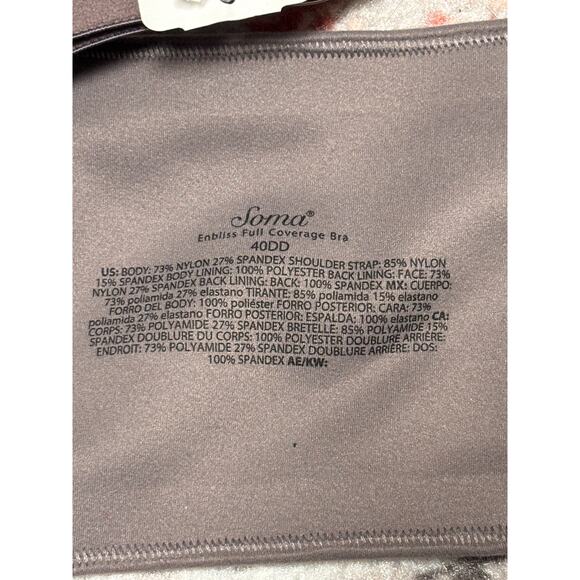 Soma®
Enbliss Full Coverage Bra
40DD
US: BODY: 73% NYLON 27% SPANDEX SHOULDER STRAP: 85% NYLON
15% SPANDEX BODY LINING: 100% POLYESTER BACK LINING: FACE: 73%
NYLON 27% SPANDEX BACK LINING: BACK: 100% SPANDEX MX: CUERPO:
73% poliamida 27% elastano TIRANTE: 85% poliamida 15% elastano
FORRO DEL BODY: 100% poliéster FORRO POSTERIOR: CARA: 73%
poliamida 27% elastano FORRO POSTERIOR: ESPALDA: 100% elastano CA:
CORPS: 73% POLYAMIDE 27% SPANDEX BRETELLE: 85% POLYAMIDE 15%
SPANDEX DOUBLURE DU CORPS: 100% POLYESTER DOUBLURE ARRIÈRE:
ENDROIT: 73% POLYAMIDE 27% SPANDEX DOUBLURE ARRIÈRE: DOS:
100% SPANDEX AE/KW: